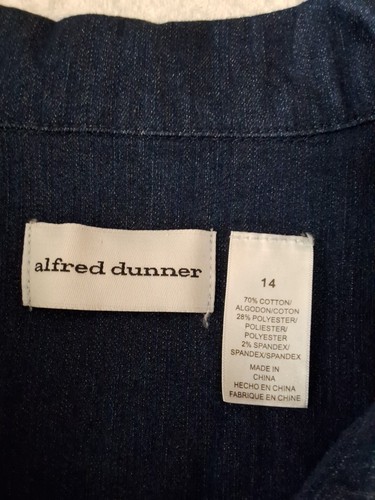 alfred dunner
14
70% COTTON/
ALGODON/COTON
28% POLYESTER/
POLIESTER/
POLYESTER
2% SPANDEX/
SPANDEX/SPANDEX
MADE IN
CHINA
HECHO EN CHINA
FABRIQUE EN CHINE